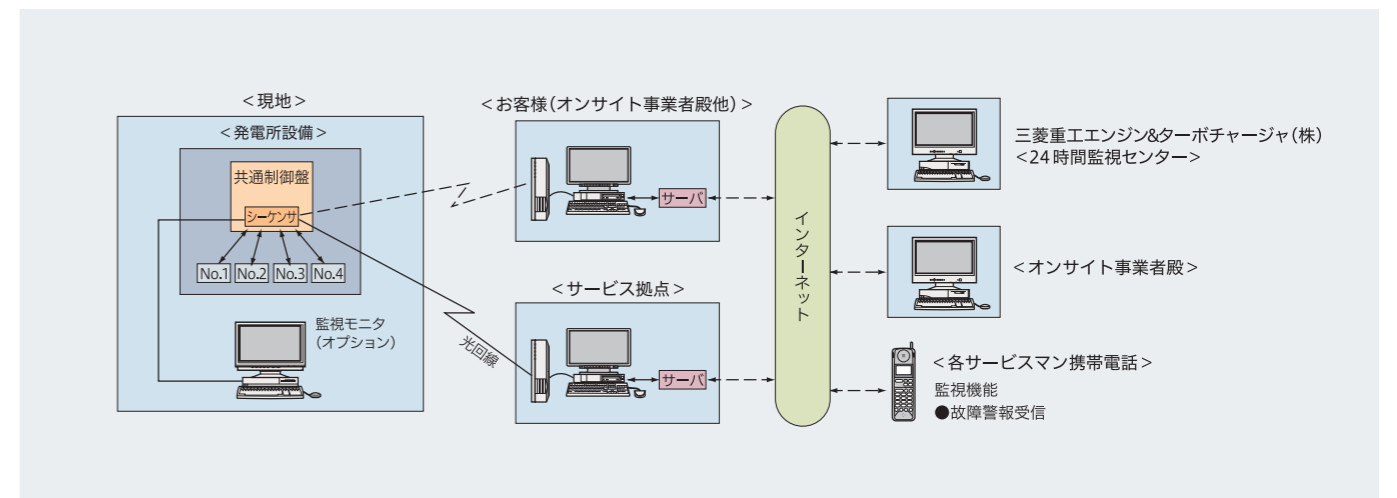 ＜現地＞
＜発電所設備＞
共通制御盤
シーケンサ
No.1
No.2
No.3
No.4
監視モニタ
（オプション）
＜お客様（オンサイト事業者殿他）＞
サーバ
＜サービス拠点＞
サーバ
光回線
インターネット
三菱重工エンジン&ターボチャージャ（株）
＜24時間監視センター＞
＜オンサイト事業者殿＞
＜各サービスマン携帯電話＞
監視機能
●故障警報受信